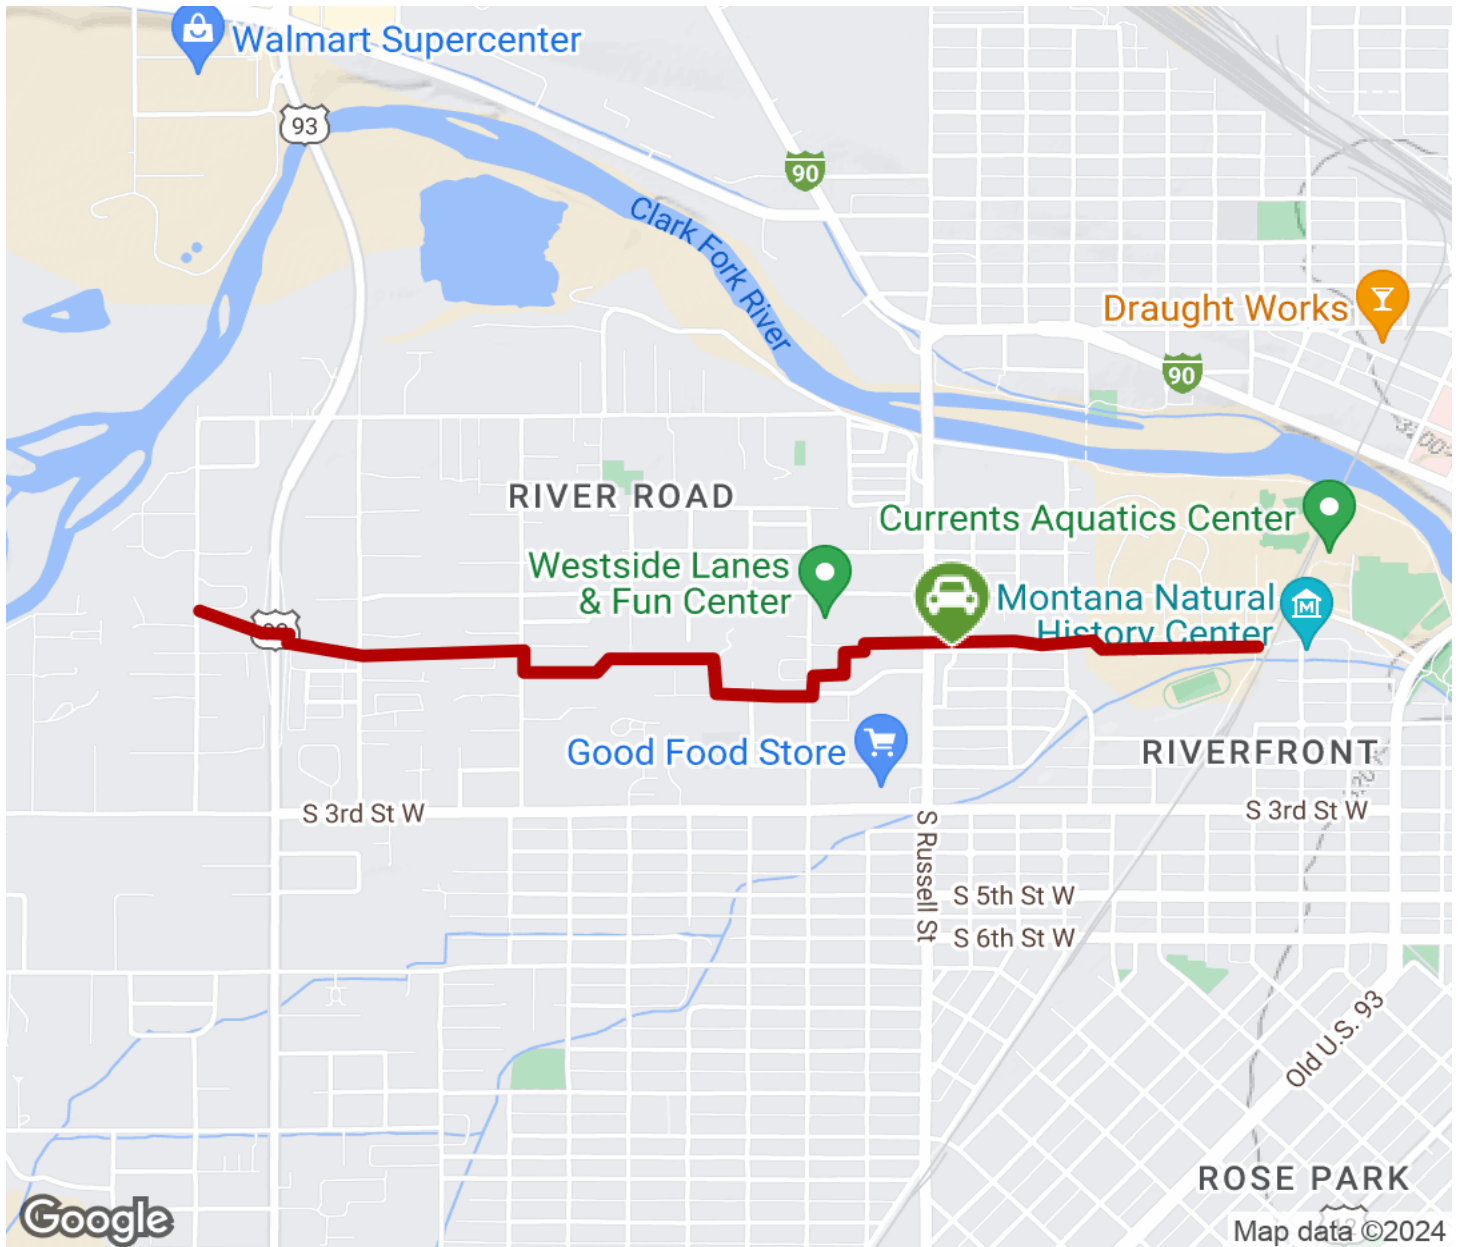 Walmart Supercenter
93
90
Clark Fork River
Draught Works
90
RIVER ROAD
Currents Aquatics Center
Westside Lanes
& Fun Center
Montana Natural
History Center
M
Good Food Store
RIVERFRONT
S 3rd St W
S 3rd St W
S Russell St
S 5th St W
S 6th St W
Old U.S. 93
ROSE PARK
Google
Map data ©2024